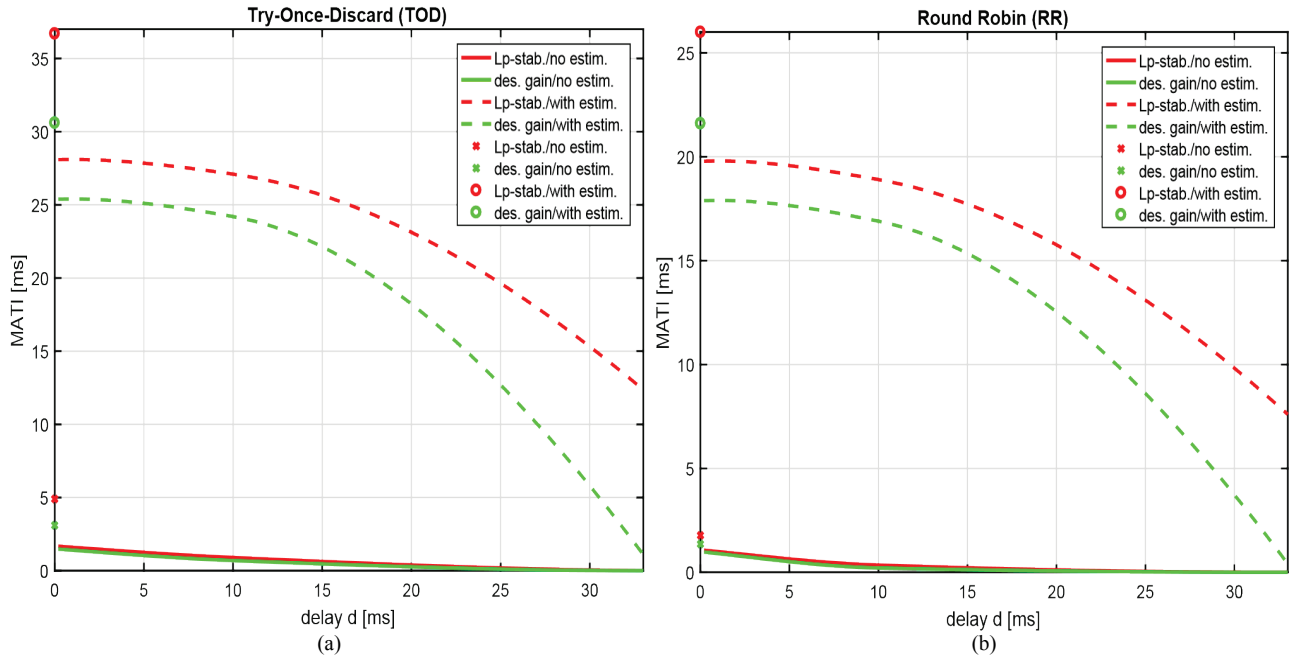 Try-Once-Discard (TOD)
MATI [ms]
35
30
25
20
15
10
5
0
0 5 10 15 20 25 30
delay d [ms]
Lp-stab./no estim.
des. gain/no estim.
Lp-stab./with estim.
des. gain/with estim.
Lp-stab./no estim.
des. gain/no estim.
Lp-stab./with estim.
des. gain/with estim.
(a)
Round Robin (RR)
MATI [ms]
25
20
15
10
5
0
0 5 10 15 20 25 30
delay d [ms]
Lp-stab./no estim.
des. gain/no estim.
Lp-stab./with estim.
des. gain/with estim.
Lp-stab./no estim.
des. gain/no estim.
Lp-stab./with estim.
des. gain/with estim.
(b)